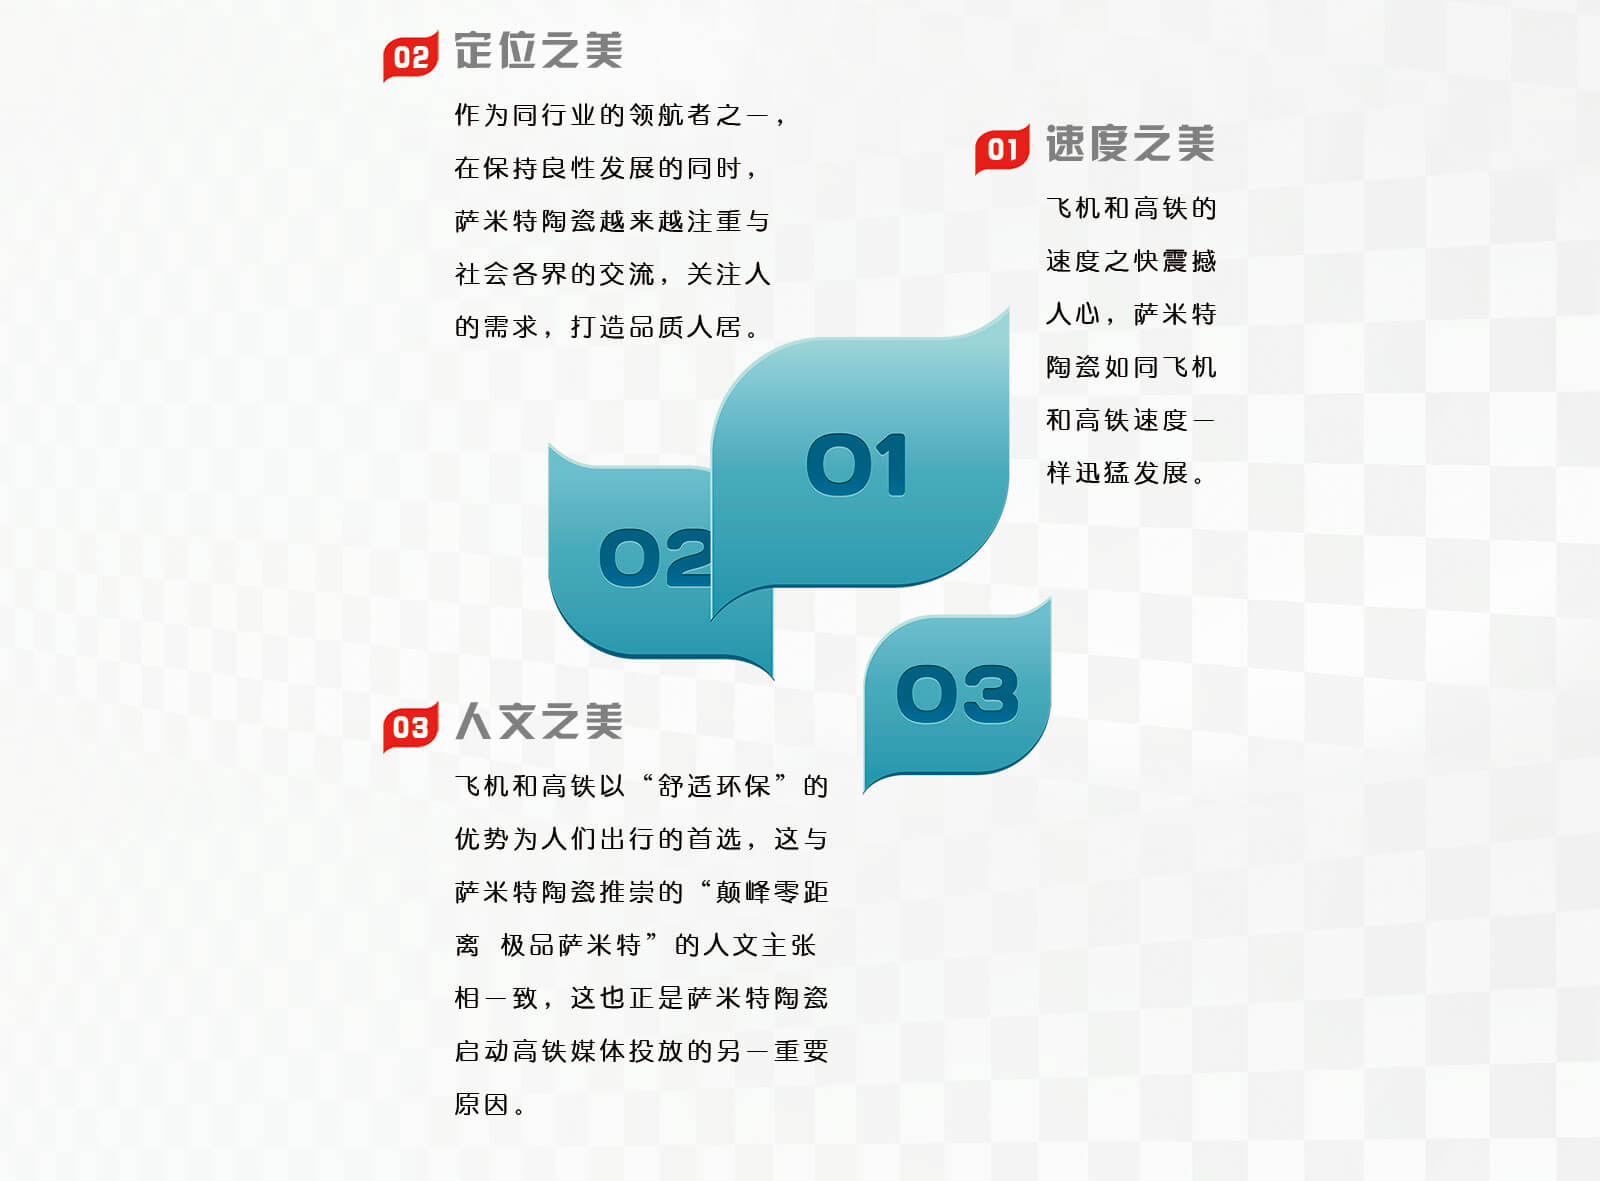 02 定位之美
作为同行业的领航者之一，
在保持良性发展的同时，
萨米特陶瓷越来越注重与
社会各界的交流，关注人
的需求，打造品质人居。
01 速度之美
飞机和高铁的
速度之快震撼
人心，萨米特
陶瓷如同飞机
和高铁速度一
样迅猛发展。
01
02
03
03 人文之美
飞机和高铁以“舒适环保”的
优势为人们出行的首选，这与
萨米特陶瓷推崇的“颠峰零距
离 极品萨米特”的人文主张
相一致，这也正是萨米特陶瓷
启动高铁媒体投放的另一重要
原因。